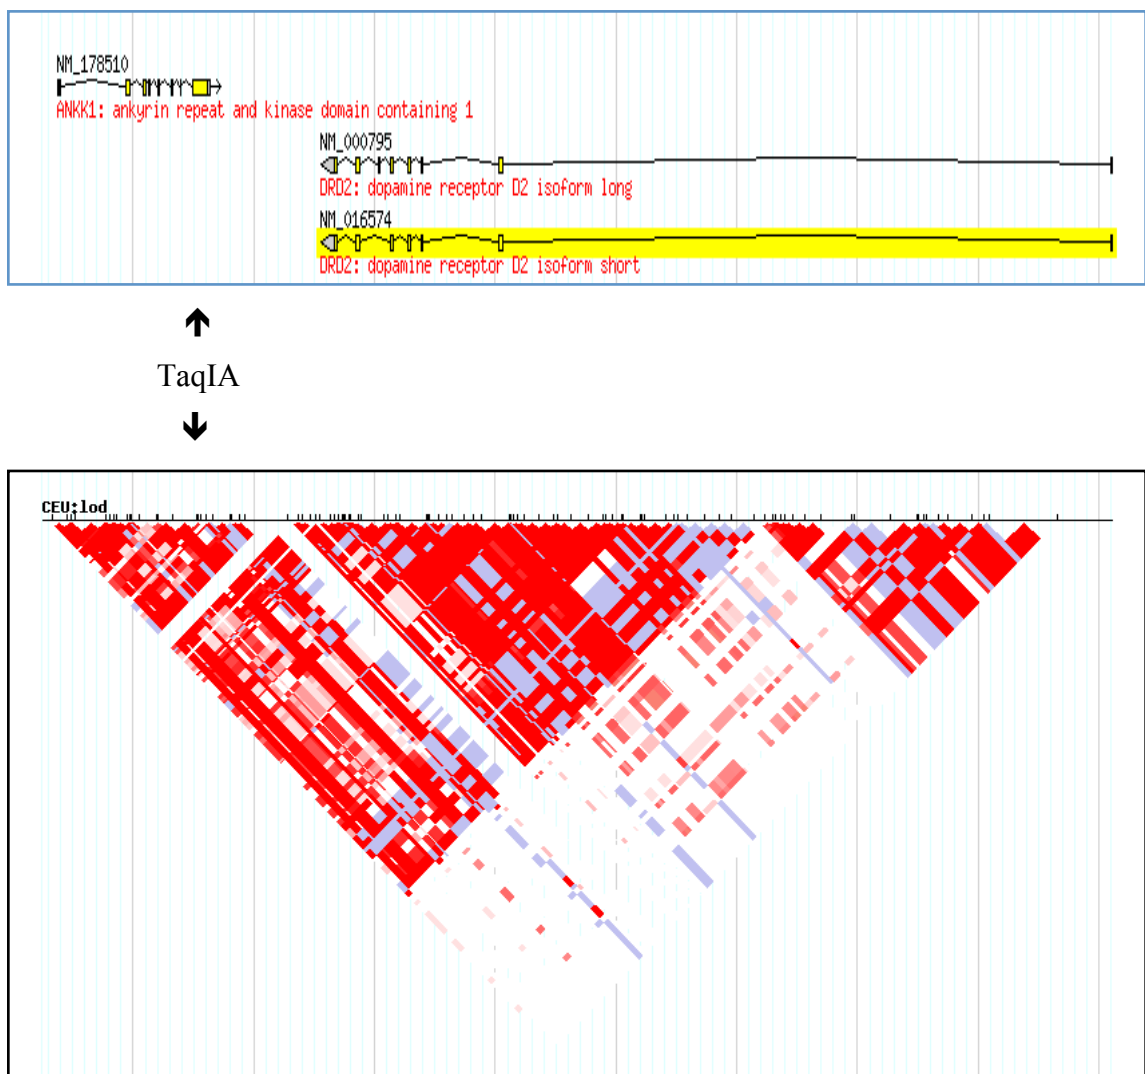 NM_178510
ANKK1: ankyrin repeat and kinase domain containing 1
NM_000795
DRD2: dopamine receptor D2 isoform long
NM_016574
DRD2: dopamine receptor D2 isoform short
TaqIA
CEU:lod